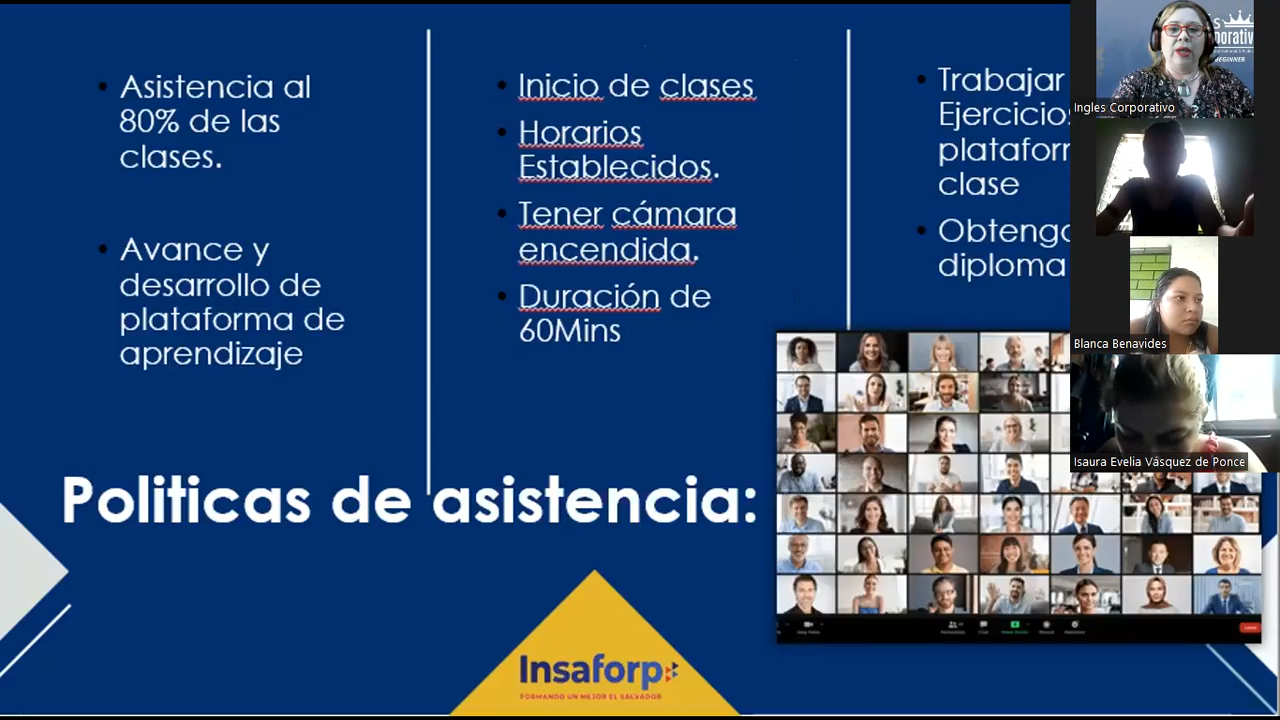 Asistencia al
80% de las
clases.
Avance y
desarrollo de
plataforma de
aprendizaje
Inicio de clases
Horarios
Establecidos.
Tener cámara
encendida.
Duración de
60Mins
Trabajar
plataform
clase
diploma
Politicas de asistencia:
Insaforp
FORMANDO UN MEJOR EL SALVADOR
BEGINNER
Ingles Corporativo
Blanca Benavides
Isaura Evelia Vásquez de Ponce